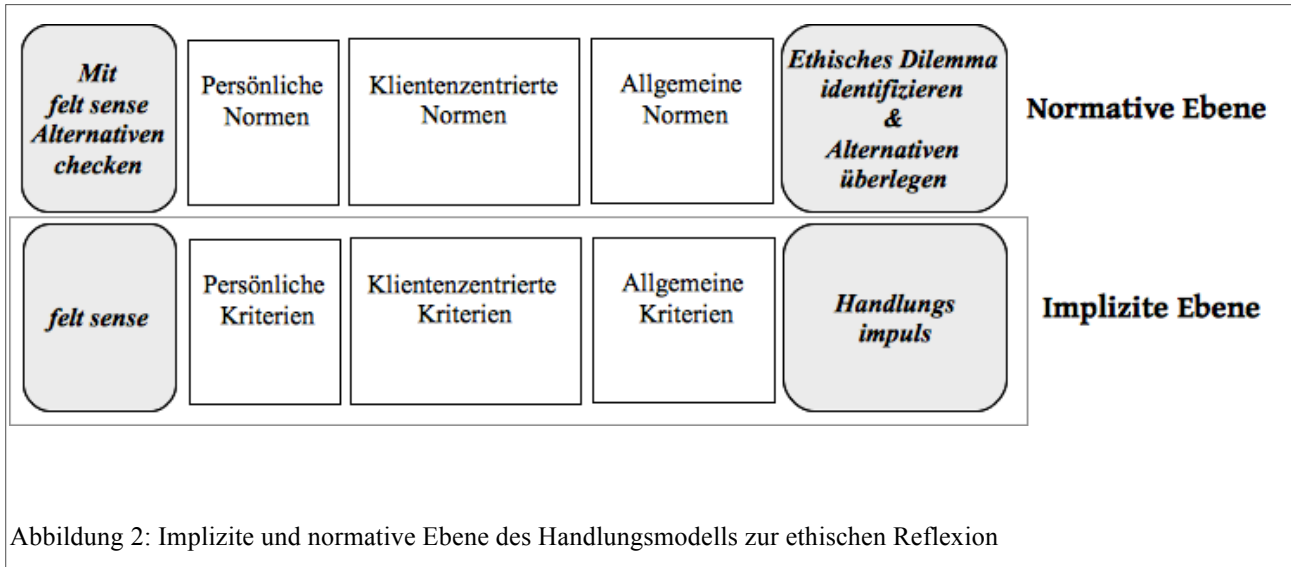 Mit
felt sense
Alternativen
checken
Persönliche
Normen
Klientenzentrierte
Normen
Allgemeine
Normen
Ethisches Dilemma
identifizieren
&
Alternativen
überlegen
Normative Ebene
felt sense
Persönliche
Kriterien
Klientenzentrierte
Kriterien
Allgemeine
Kriterien
Handlungs
impuls
Implizite Ebene
Abbildung 2: Implizite und normative Ebene des Handlungsmodells zur ethischen Reflexion